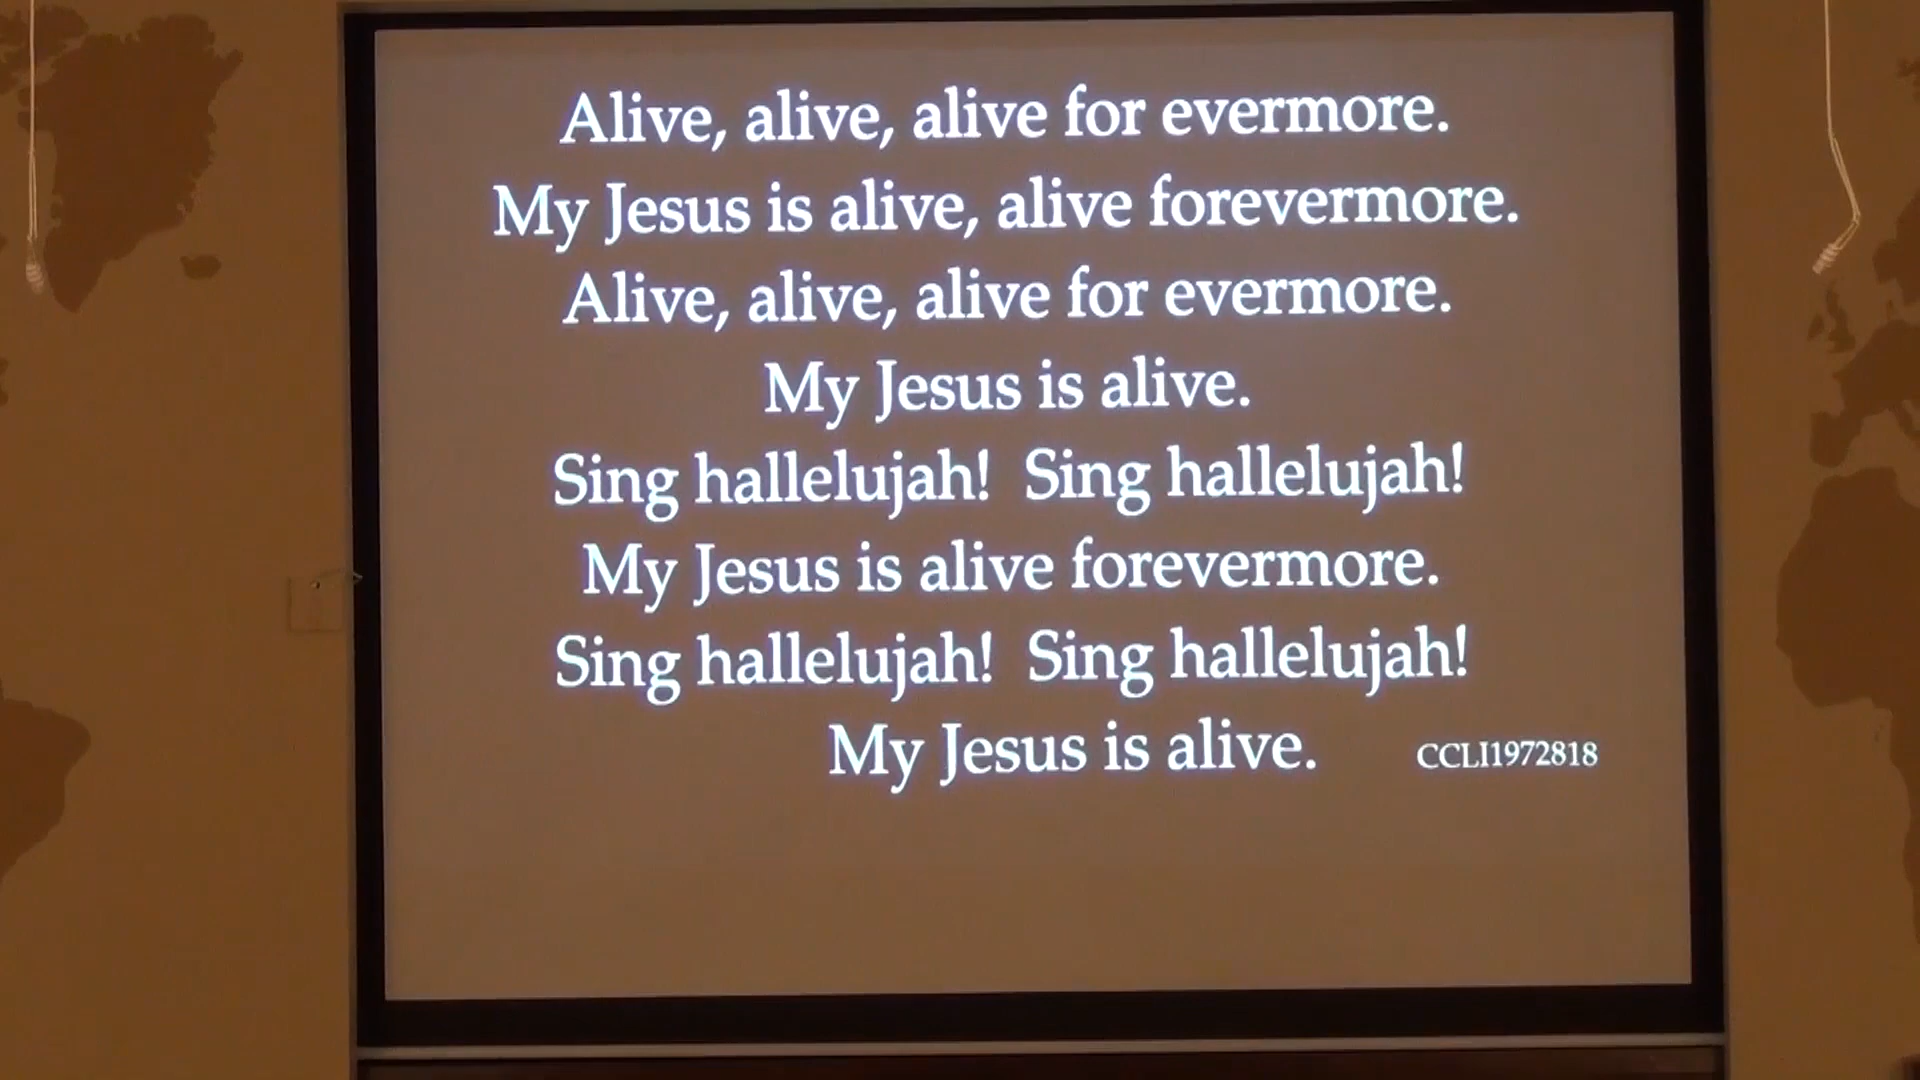 Alive, alive, alive for evermore.
My Jesus is alive, alive forevermore.
Alive, alive, alive for evermore.
My Jesus is alive.
Sing hallelujah! Sing hallelujah!
My Jesus is alive forevermore.
Sing hallelujah! Sing hallelujah!
My Jesus is alive. CCLI1972818